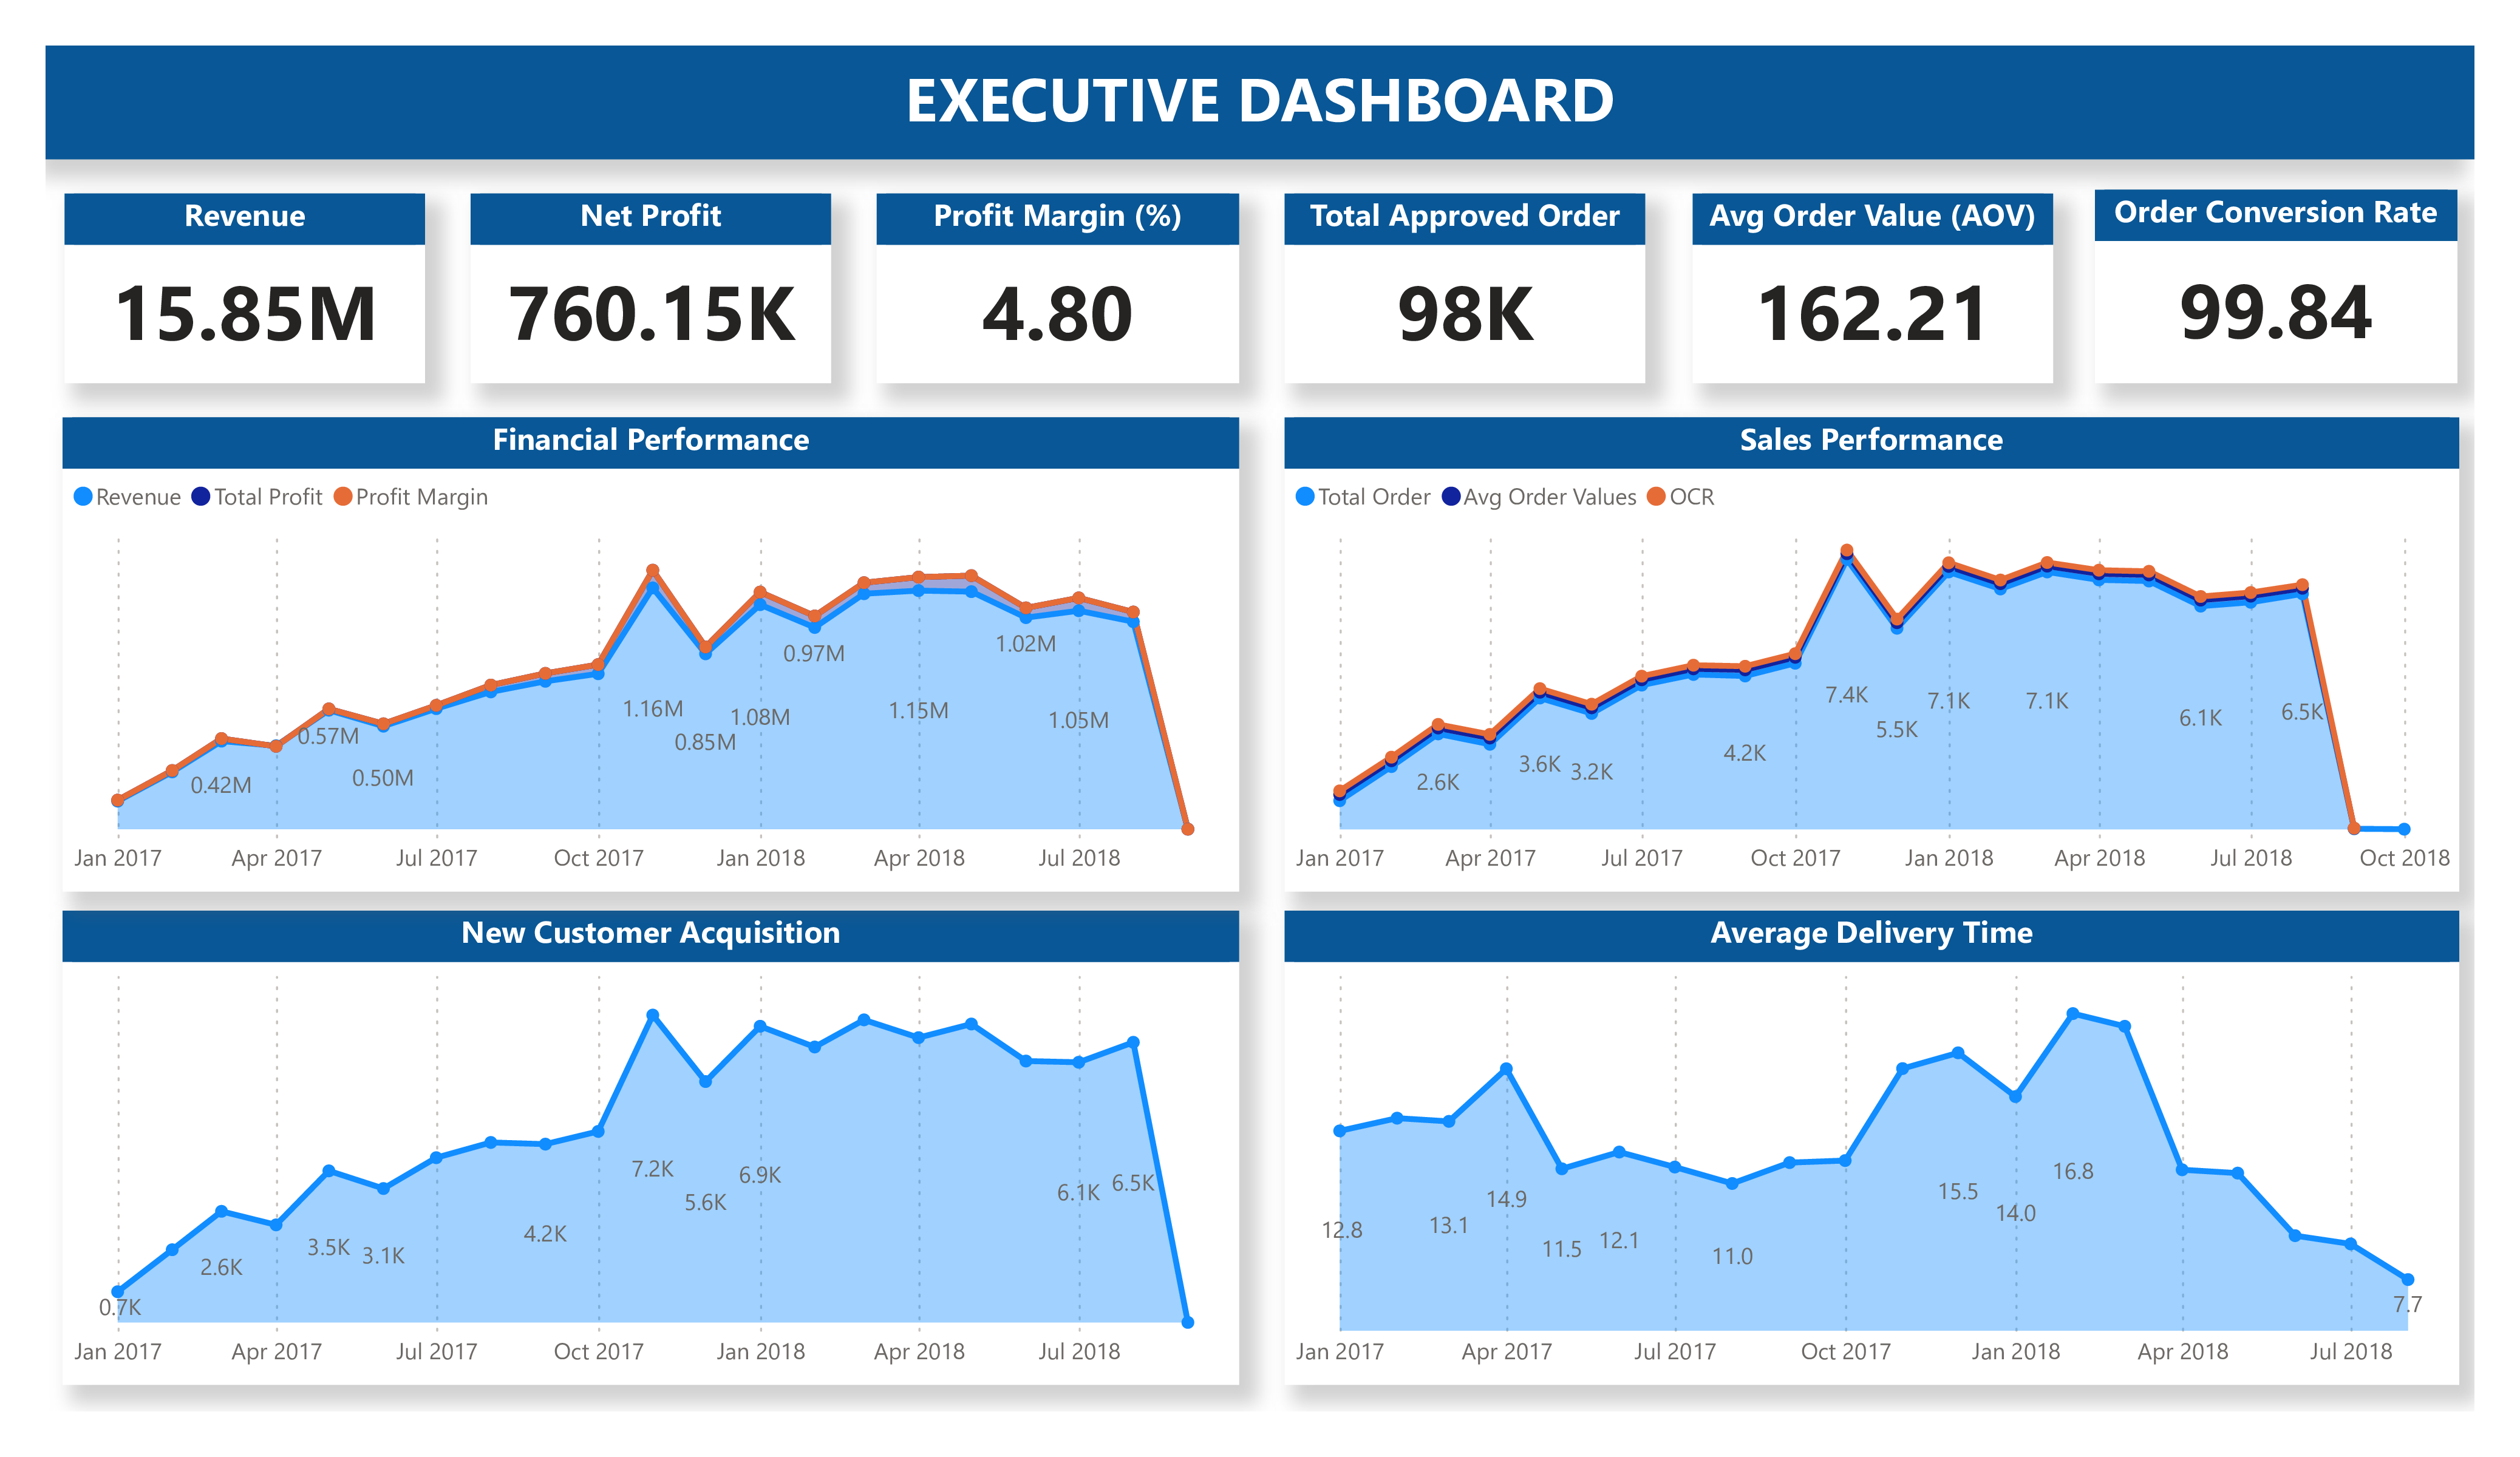 EXECUTIVE DASHBOARD
Revenue
15.85M
Net Profit
760.15K
Profit Margin (%)
4.80
Total Approved Order
98K
Avg Order Value (AOV)
162.21
Order Conversion Rate
99.84
Financial Performance
Revenue Total Profit Profit Margin
0.42M
0.57M
0.50M
1.16M
0.85M
1.08M
0.97M
1.15M
1.02M
1.05M
Jan 2017 Apr 2017 Jul 2017 Oct 2017 Jan 2018 Apr 2018 Jul 2018
Sales Performance
Total Order Avg Order Values OCR
2.6K
3.6K
3.2K
4.2K
7.4K
5.5K
7.1K
7.1K
6.1K
6.5K
Jan 2017 Apr 2017 Jul 2017 Oct 2017 Jan 2018 Apr 2018 Jul 2018 Oct 2018
New Customer Acquisition
0.7K
2.6K
3.5K
3.1K
4.2K
7.2K
5.6K
6.9K
6.1K
6.5K
Jan 2017 Apr 2017 Jul 2017 Oct 2017 Jan 2018 Apr 2018 Jul 2018
Average Delivery Time
12.8
13.1
14.9
11.5
12.1
11.0
15.5
14.0
16.8
7.7
Jan 2017 Apr 2017 Jul 2017 Oct 2017 Jan 2018 Apr 2018 Jul 2018